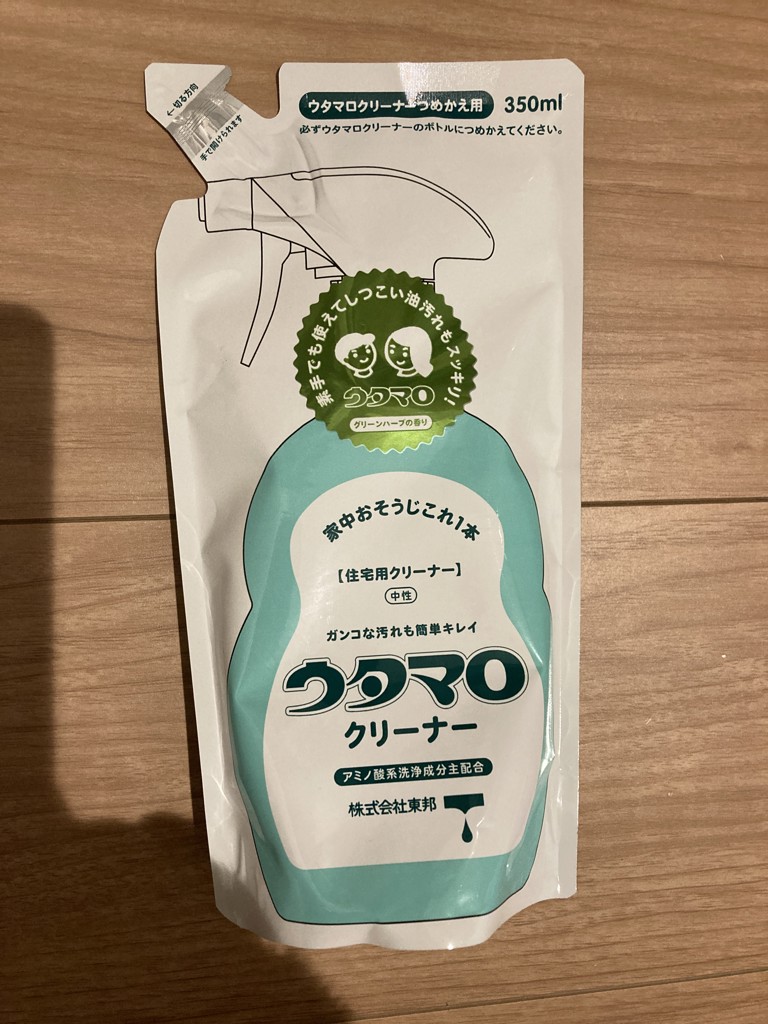 ←切る方向
手で開けられます
ウタマロクリーナーつめかえ用 350ml
必ずウタマロクリーナーのボトルにつめかえてください。
素手でも使えてしつこい油汚れもスッキリ!
ウタマロ
グリーンハーブの香り
家中おそうじこれ1本
【住宅用クリーナー】
中性
ガンコな汚れも簡単キレイ
ウタマロ
クリーナー
アミノ酸系洗浄成分主配合
株式会社東邦